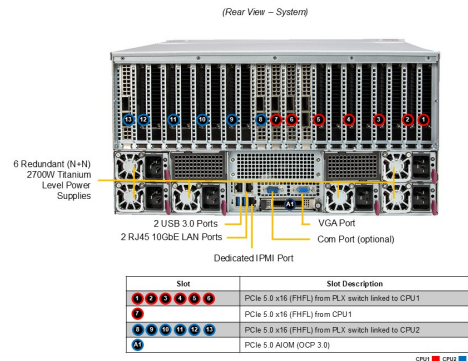 (Rear View – System)
13 12 11 10 9 8 7 6 5 4 3 2 1
6 Redundant (N+N)
2700W Titanium
Level Power
Supplies
A1
2 USB 3.0 Ports
VGA Port
2 RJ45 10GbE LAN Ports
Com Port (optional)
Dedicated IPMI Port
Slot Slot Description
1 2 3 4 5 6 PCIe 5.0 x16 (FHFL) from PLX switch linked to CPU1
7 PCIe 5.0 x16 (FHFL) from CPU1
8 9 10 11 12 13 PCIe 5.0 x16 (FHFL) from PLX switch linked to CPU2
A1 PCIe 5.0 AIOM (OCP 3.0)
CPU1 CPU2